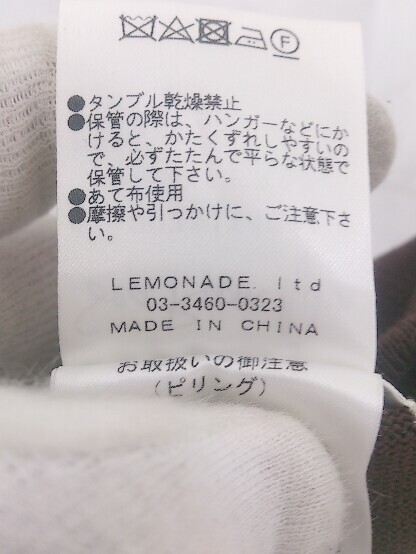 F
●タンブル乾燥禁止
●保管の際は、ハンガーなどにか
けると、かたくずれしやすいの
で、必ずたたんで平らな状態で
保管して下さい。
●あて布使用
●摩擦や引っかけに、ご注意下さ
い。
LEMONADE. ltd
03-3460-0323
MADE IN CHINA
お取扱いの御注意
(ピリング)